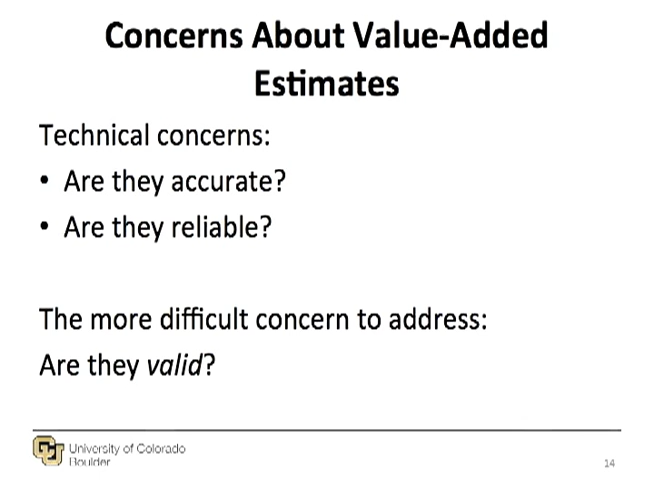 Concerns About Value-Added
Estimates
Technical concerns:
• Are they accurate?
• Are they reliable?
The more difficult concern to address:
Are they valid?
University of Colorado
Boulder
14